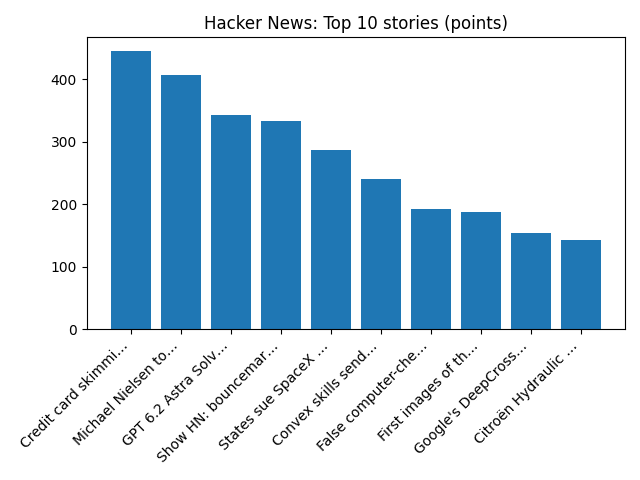 Hacker News: Top 10 stories (points)
400
300
200
100
0
Credit card skimmi...
Michael Nielsen to...
GPT 6.2 Astra Solv...
Show HN: bouncemar...
States sue SpaceX ...
Convex skills send...
False computer-che...
First images of th...
Google's DeepCross...
Citroën Hydraulic ...